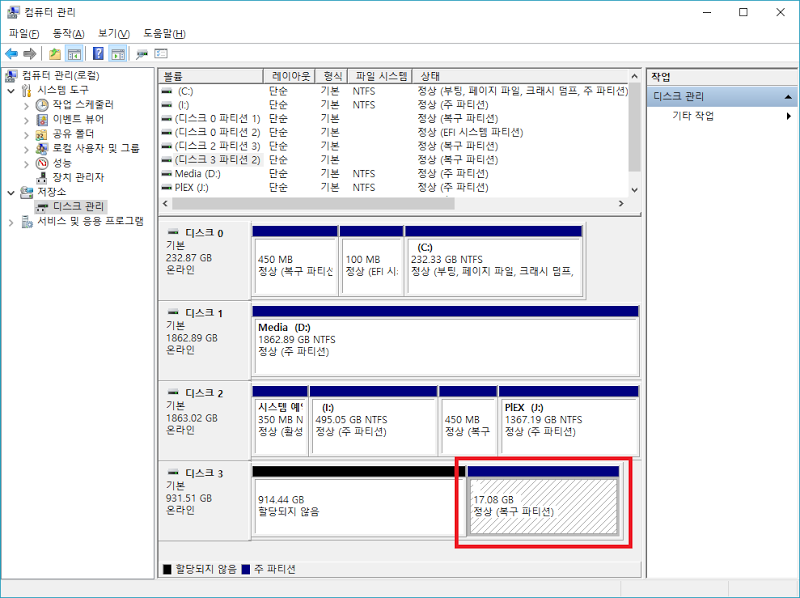 컴퓨터 관리
파일(F) 동작(A) 보기(V) 도움말(H)
컴퓨터 관리(로컬)
시스템 도구
작업 스케줄러
이벤트 뷰어
공유 폴더
로컬 사용자 및 그룹
성능
장치 관리자
저장소
디스크 관리
서비스 및 응용 프로그램
볼륨 레이아웃 형식 파일 시스템 상태
(C:) 단순 기본 NTFS 정상 (부팅, 페이지 파일, 크래시 덤프, 주 파티션)
(I:) 단순 기본 NTFS 정상 (주 파티션)
(디스크 0 파티션 1) 단순 기본 정상 (복구 파티션)
(디스크 0 파티션 2) 단순 기본 정상 (EFI 시스템 파티션)
(디스크 2 파티션 3) 단순 기본 정상 (복구 파티션)
(디스크 3 파티션 2) 단순 기본 정상 (복구 파티션)
Media (D:) 단순 기본 NTFS 정상 (주 파티션)
PlEX (J:) 단순 기본 NTFS 정상 (주 파티션)
디스크 0
기본
232.87 GB
온라인
450 MB
정상 (복구 파티션
100 MB
정상 (EFI 시
(C:)
232.33 GB NTFS
정상 (부팅, 페이지 파일, 크래시 덤프,
디스크 1
기본
1862.89 GB
온라인
Media (D:)
1862.89 GB NTFS
정상 (주 파티션)
디스크 2
기본
1863.02 GB
온라인
시스템 예
350 MB N
정상 (활성
(I:)
495.05 GB NTFS
정상 (주 파티션)
450 MB
정상 (복구
PlEX (J:)
1367.19 GB NTFS
정상 (주 파티션)
디스크 3
기본
931.51 GB
온라인
914.44 GB
할당되지 않음
17.08 GB
정상 (복구 파티션)
할당되지 않음 주 파티션
작업
디스크 관리
기타 작업